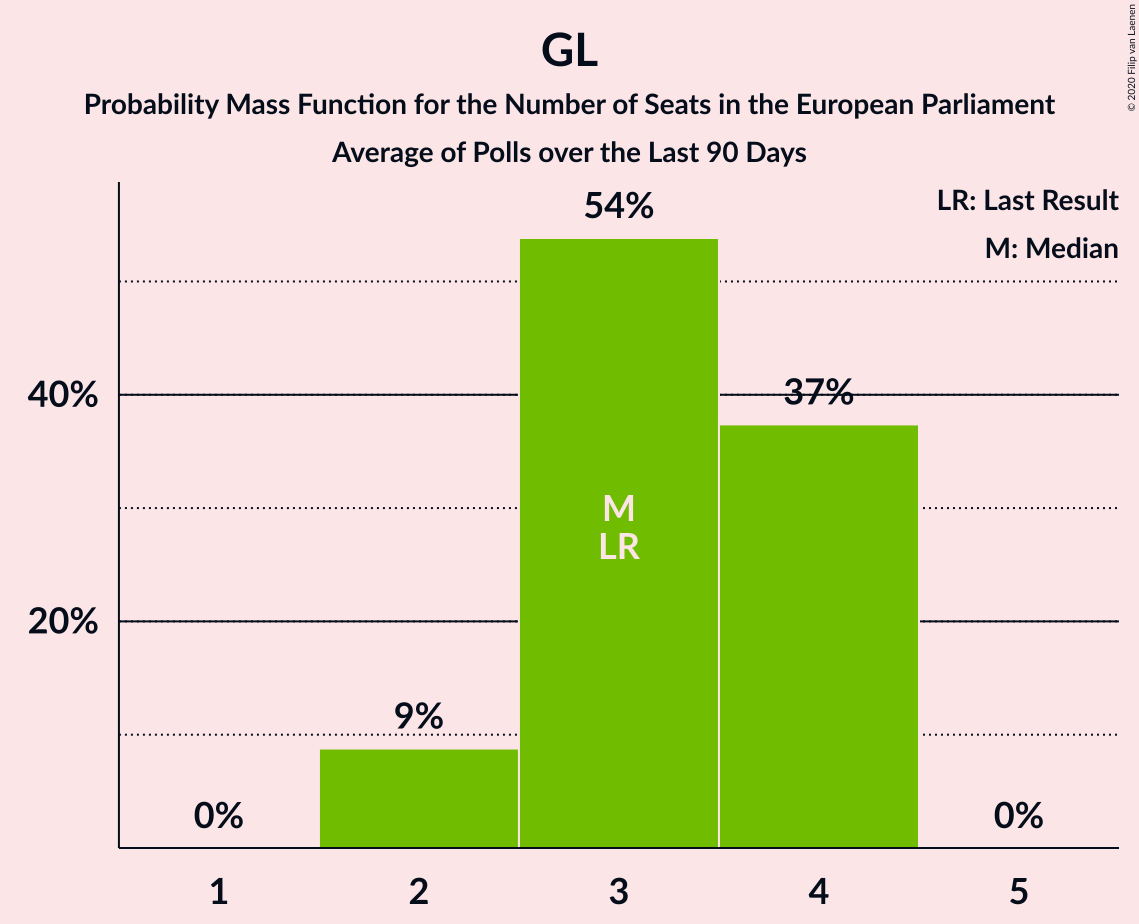 GL
Probability Mass Function for the Number of Seats in the European Parliament
Average of Polls over the Last 90 Days
© 2020 Filip van Laenen
LR: Last Result
M: Median
54%
40%
37%
M
LR
20%
9%
0%
0%
1
2
3
4
5